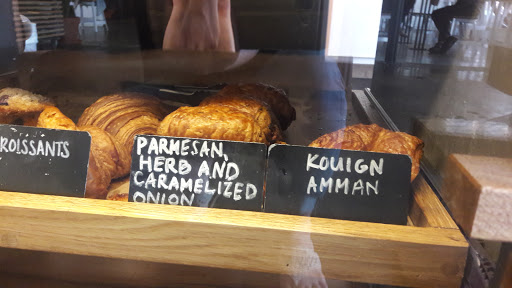 ROISSANTS
PARMESAN,
HERB AND
CARAMELIZED
ONION
KOUIGN
AMMAN